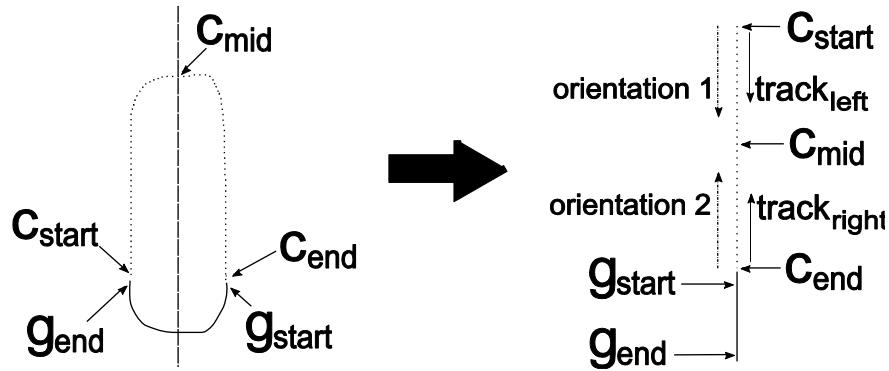 c_mid
c_start
c_end
g_end
g_start
c_start
orientation 1
track_left
c_mid
orientation 2
track_right
c_end
g_start
g_end